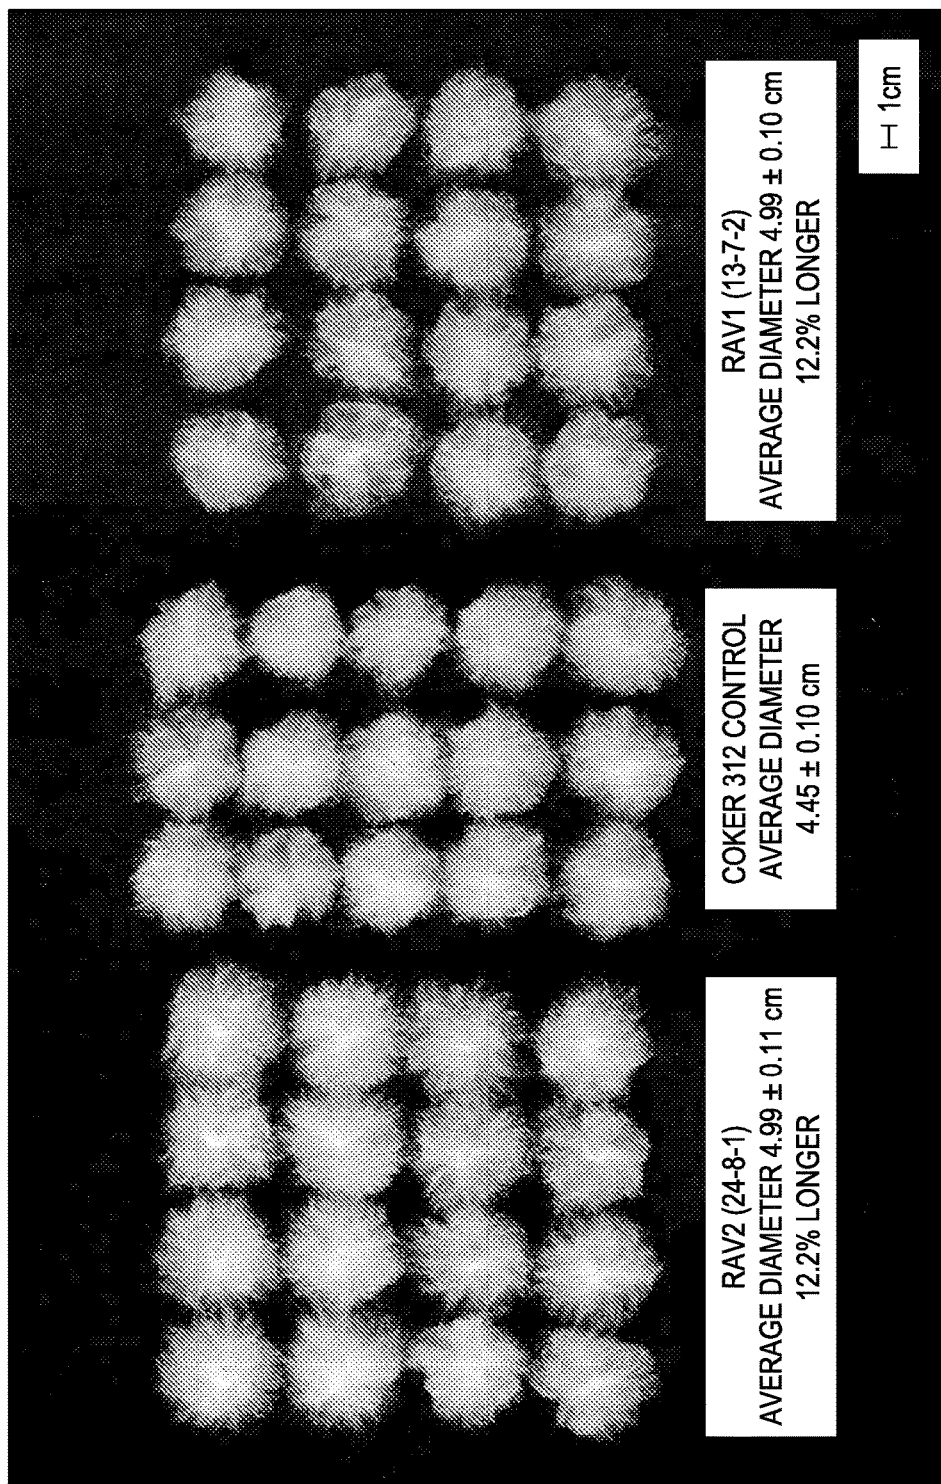 RAV2 (24-8-1)
AVERAGE DIAMETER 4.99 ± 0.11 cm
12.2% LONGER
COKER 312 CONTROL
AVERAGE DIAMETER
4.45 ± 0.10 cm
RAV1 (13-7-2)
AVERAGE DIAMETER 4.99 ± 0.10 cm
12.2% LONGER
1cm